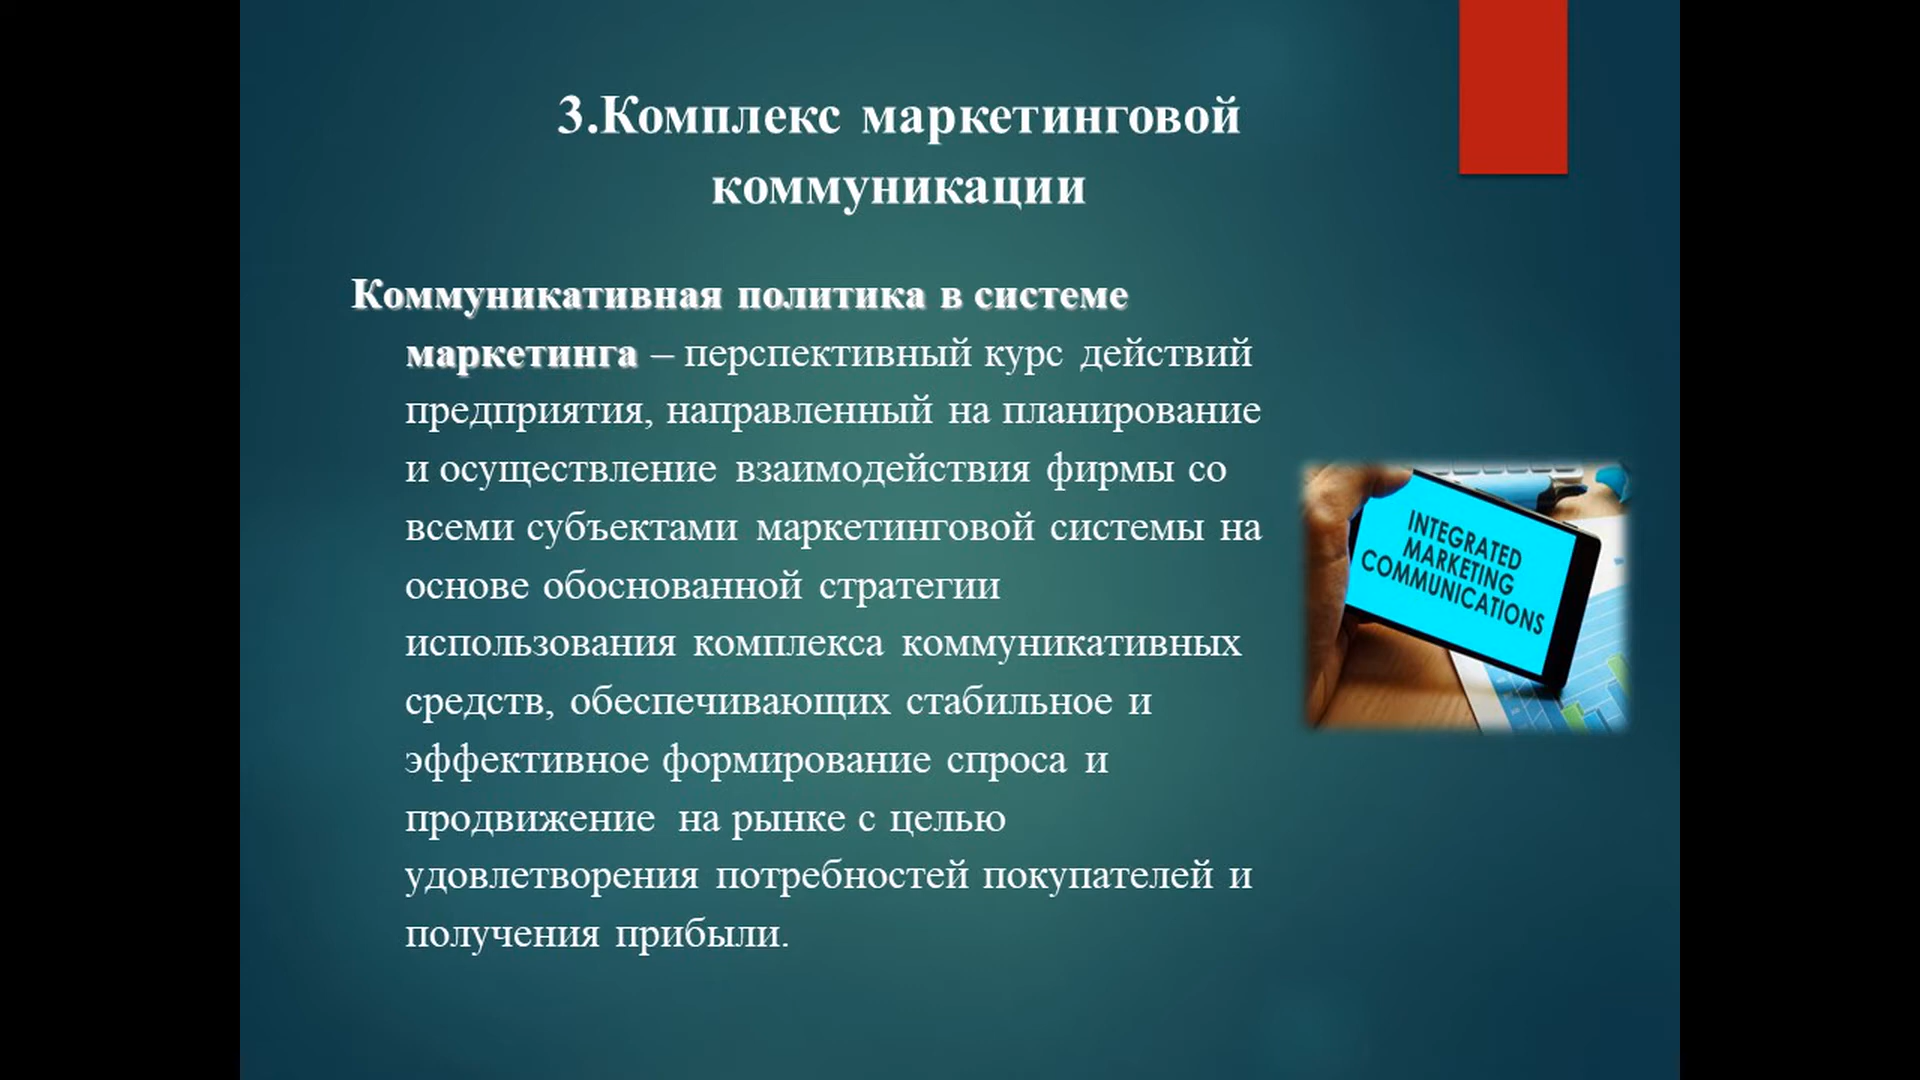 3.Комплекс маркетинговой
коммуникации
Коммуникативная политика в системе
маркетинга – перспективный курс действий
предприятия, направленный на планирование
и осуществление взаимодействия фирмы со
всеми субъектами маркетинговой системы на
основе обоснованной стратегии
использования комплекса коммуникативных
средств, обеспечивающих стабильное и
эффективное формирование спроса и
продвижение на рынке с целью
удовлетворения потребностей покупателей и
получения прибыли.
INTEGRATED
MARKETING
COMMUNICATIONS